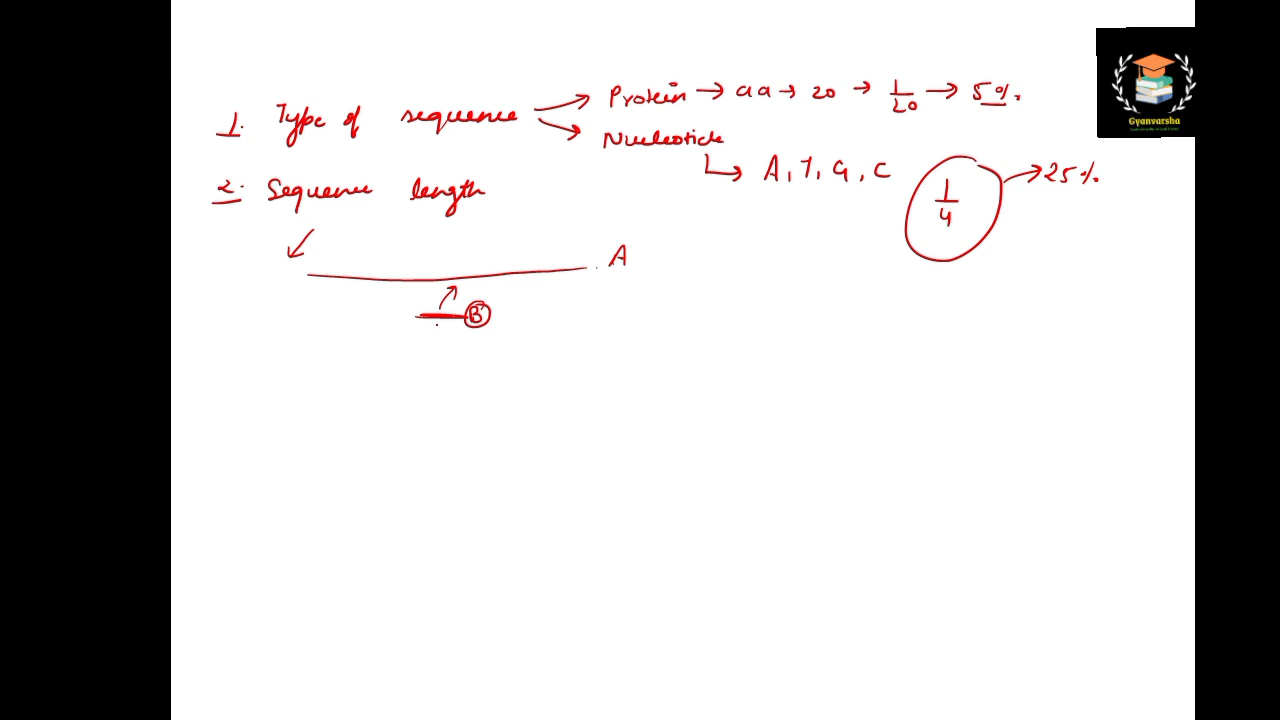 1. Type of sequence → Protein → aa → 20 → 1/20 → 5%.
→ Nucleotide
↳ A, T, G, C 1/4 → 25%.
2. Sequence length
A
B
Gyanvarsha